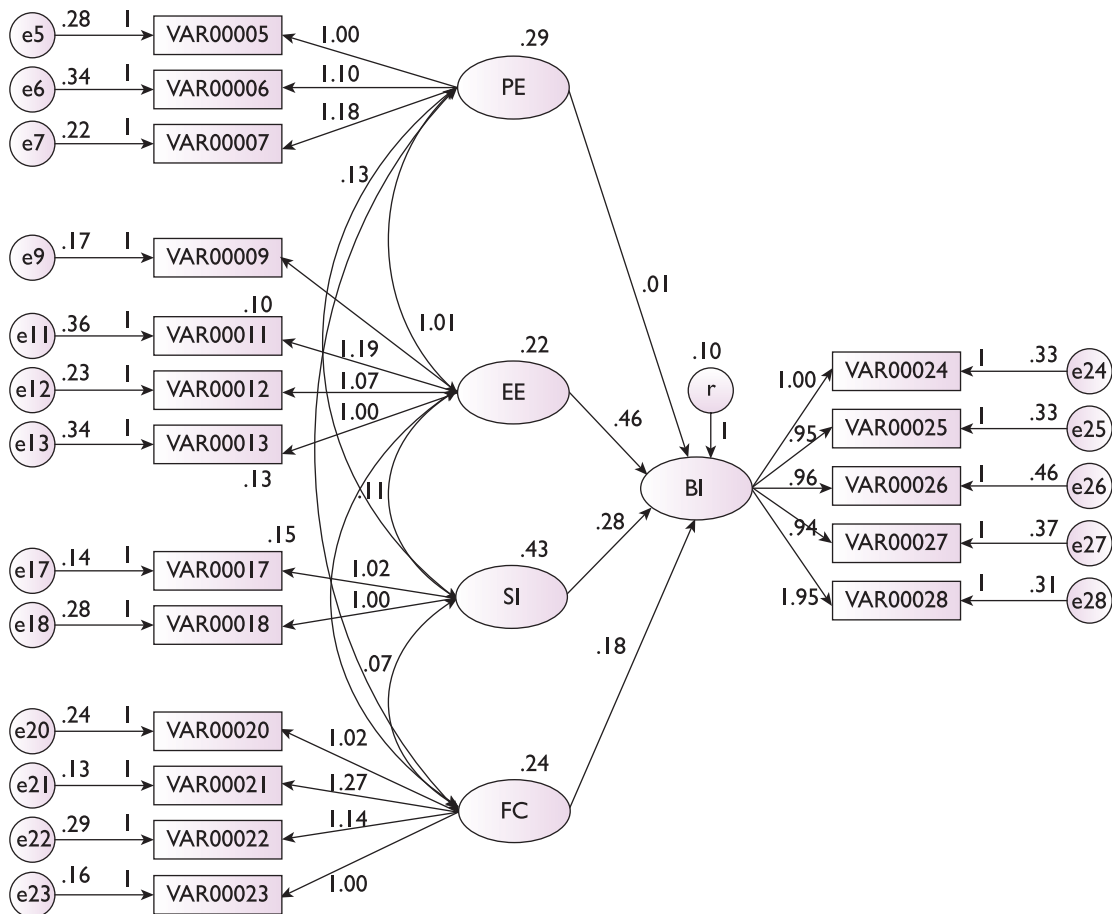 e5 .28 1 VAR00005 1.00
e6 .34 1 VAR00006 1.10
e7 .22 1 VAR00007 1.18
.29
PE
.13
e9 .17 1 VAR00009
.10
e11 .36 1 VAR00011 1.19
e12 .23 1 VAR00012 1.07
e13 .34 1 VAR00013 1.00
.13
1.01
.22
EE
.11
.15
e17 .14 1 VAR00017 1.02
e18 .28 1 VAR00018 1.00
.43
SI
.07
e20 .24 1 VAR00020 1.02
e21 .13 1 VAR00021 1.27
e22 .29 1 VAR00022 1.14
e23 .16 1 VAR00023 1.00
.24
FC
.01
.46
.28
.18
.10
r
1
BI
1.00 VAR00024 1 .33 e24
.95 VAR00025 1 .33 e25
.96 VAR00026 1 .46 e26
.94 VAR00027 1 .37 e27
1.95 VAR00028 1 .31 e28